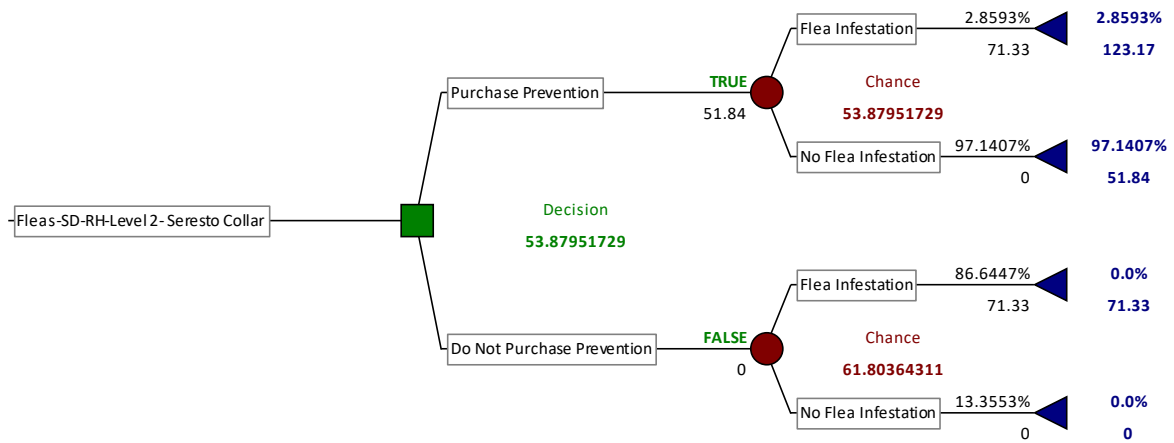 Flea Infestation
2.8593%
71.33
2.8593%
123.17
Purchase Prevention
TRUE
51.84
Chance
53.87951729
No Flea Infestation
97.1407%
0
97.1407%
51.84
Fleas-SD-RH-Level 2- Seresto Collar
Decision
53.87951729
Flea Infestation
86.6447%
71.33
0.0%
71.33
Do Not Purchase Prevention
FALSE
0
Chance
61.80364311
No Flea Infestation
13.3553%
0
0.0%
0